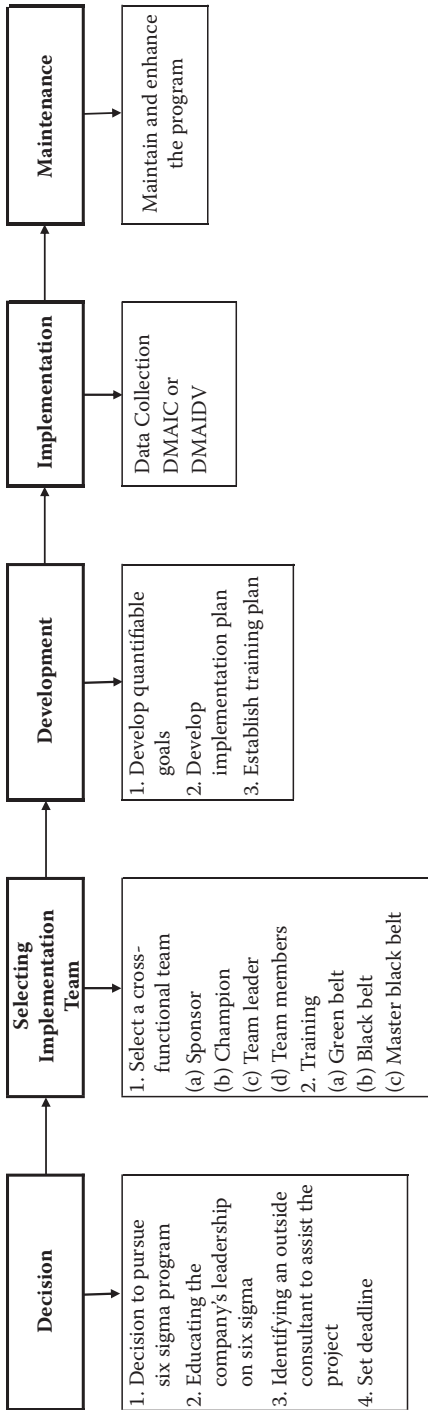 Decision
1. Decision to pursue
six sigma program
2. Educating the
company's leadership
on six sigma
3. Identifying an outside
consultant to assist the
project
4. Set deadline
Selecting
Implementation
Team
1. Select a cross-
functional team
(a) Sponsor
(b) Champion
(c) Team leader
(d) Team members
2. Training
(a) Green belt
(b) Black belt
(c) Master black belt
Development
1. Develop quantifiable
goals
2. Develop
implementation plan
3. Establish training plan
Implementation
Data Collection
DMAIC or
DMAIDV
Maintenance
Maintain and enhance
the program